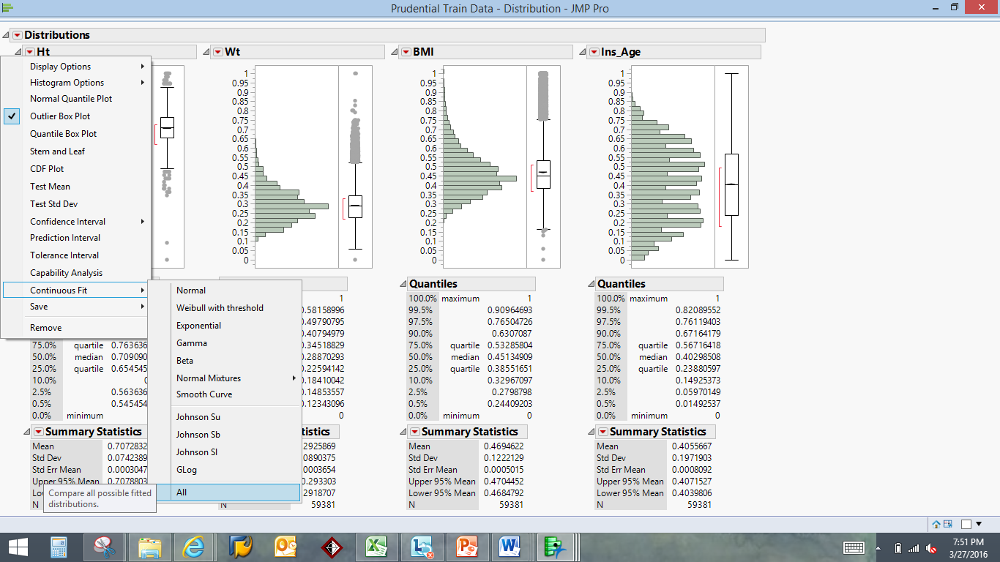 Prudential Train Data - Distribution - JMP Pro
Distributions
Ht
Display Options
Histogram Options
Normal Quantile Plot
Outlier Box Plot
Quantile Box Plot
Stem and Leaf
CDF Plot
Test Mean
Test Std Dev
Confidence Interval
Prediction Interval
Tolerance Interval
Capability Analysis
Continuous Fit
Save
Remove
Normal
Weibull with threshold
Exponential
Gamma
Beta
Normal Mixtures
Smooth Curve
Johnson Su
Johnson Sb
Johnson Sl
GLog
All
Compare all possible fitted
distributions.
75.0% quartile 0.763636
50.0% median 0.709090
25.0% quartile 0.654545
10.0% 0
2.5% 0.563636
0.5% 0.545454
0.0% minimum
Summary Statistics
Mean 0.7072832
Std Dev 0.0742389
Std Err Mean 0.0003047
Upper 95% Mean 0.7078803
Lov
N
Wt
1
0.95
0.9
0.85
0.8
0.75
0.7
0.65
0.6
0.55
0.5
0.45
0.4
0.35
0.3
0.25
0.2
0.15
0.1
0.05
0
1
0.58158996
0.49790795
0.40794979
0.34518829
0.28870293
0.22594142
0.18410042
0.14853557
0.12343096
0
tistics
2925869
0890375
0003654
0.293303
2918707
N 59381
BMI
1
0.95
0.9
0.85
0.8
0.75
0.7
0.65
0.6
0.55
0.5
0.45
0.4
0.35
0.3
0.25
0.2
0.15
0.1
0.05
0
Quantiles
100.0% maximum 1
99.5% 0.90964693
97.5% 0.76504726
90.0% 0.6307087
75.0% quartile 0.53285804
50.0% median 0.45134909
25.0% quartile 0.38551651
10.0% 0.32967097
2.5% 0.2798798
0.5% 0.24409203
0.0% minimum 0
Summary Statistics
Mean 0.4694622
Std Dev 0.1222129
Std Err Mean 0.0005015
Upper 95% Mean 0.4704452
Lower 95% Mean 0.4684792
N 59381
Ins_Age
1
0.95
0.9
0.85
0.8
0.75
0.7
0.65
0.6
0.55
0.5
0.45
0.4
0.35
0.3
0.25
0.2
0.15
0.1
0.05
0
Quantiles
100.0% maximum 1
99.5% 0.82089552
97.5% 0.76119403
90.0% 0.67164179
75.0% quartile 0.56716418
50.0% median 0.40298508
25.0% quartile 0.23880597
10.0% 0.14925373
2.5% 0.05970149
0.5% 0.01492537
0.0% minimum 0
Summary Statistics
Mean 0.4055667
Std Dev 0.1971903
Std Err Mean 0.0008092
Upper 95% Mean 0.4071527
Lower 95% Mean 0.4039806
N 59381
7:51 PM
3/27/2016